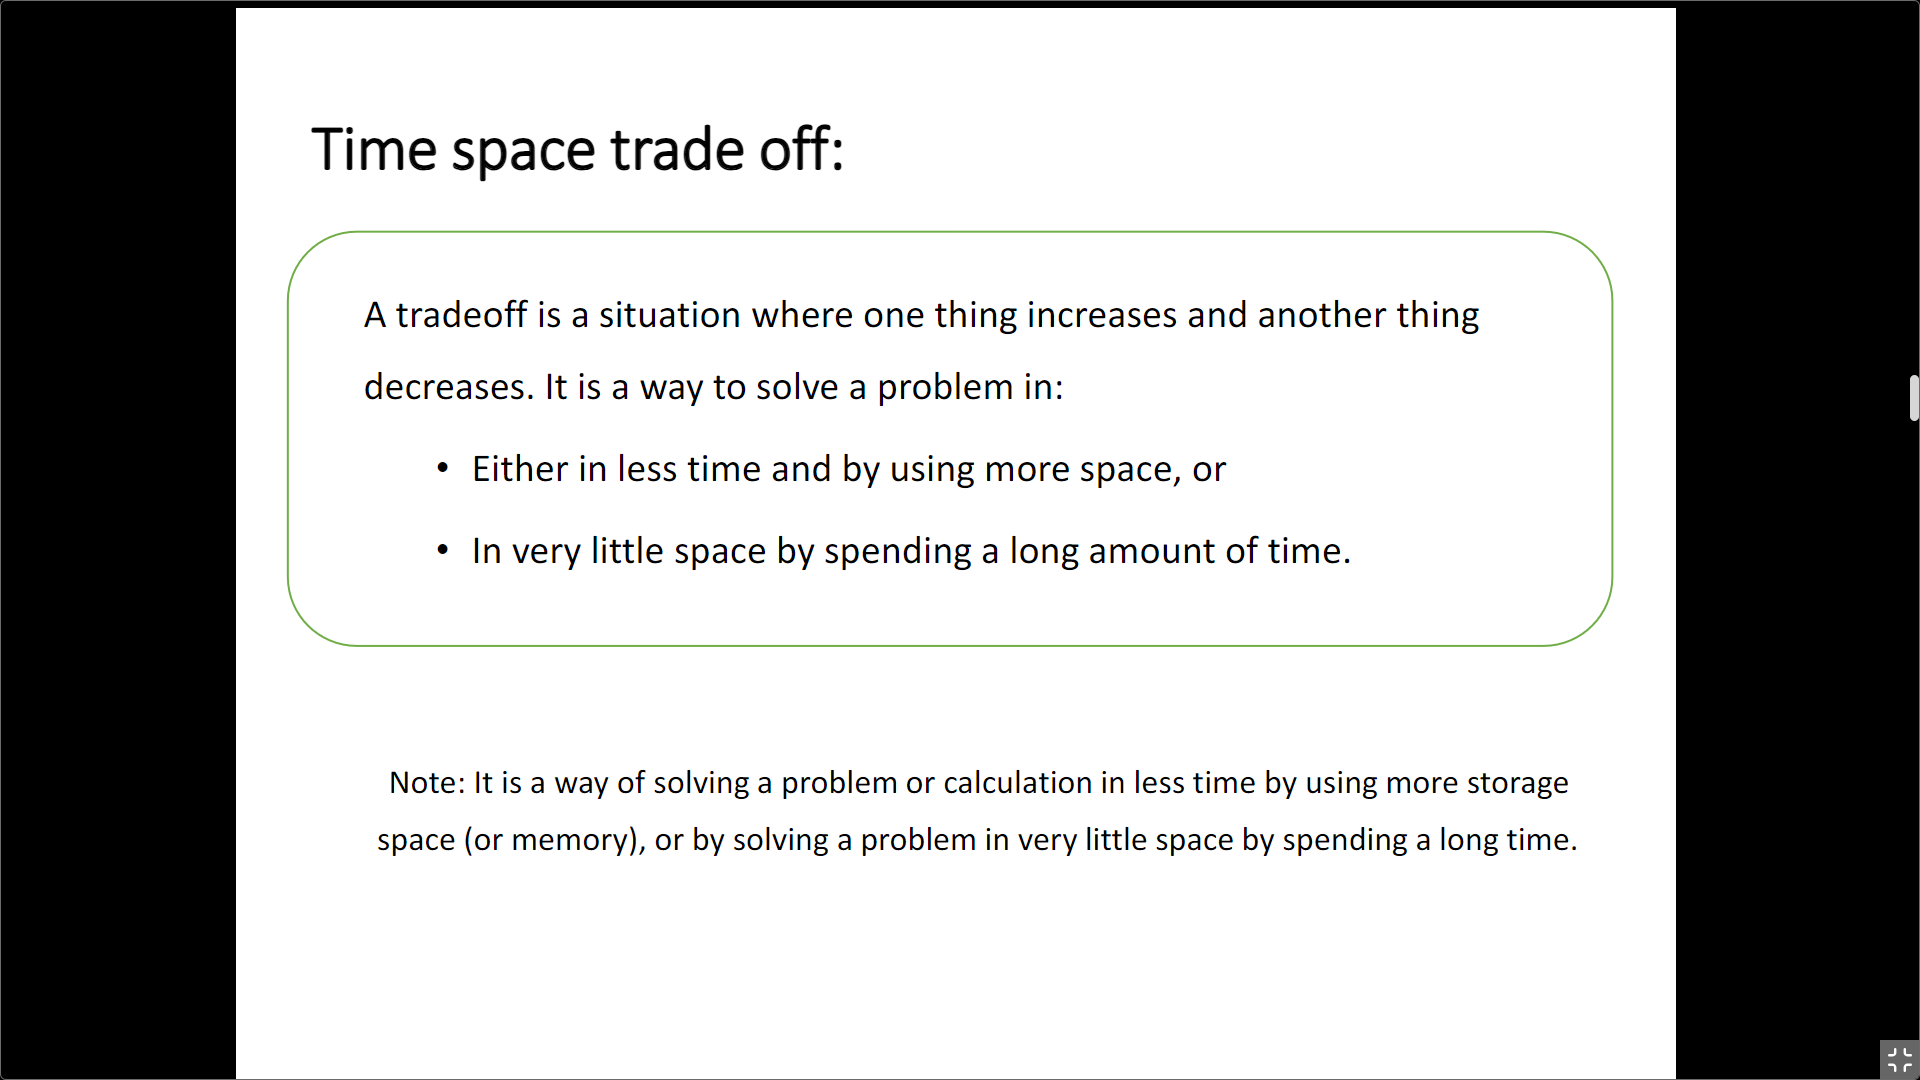 Time space trade off:
A tradeoff is a situation where one thing increases and another thing
decreases. It is a way to solve a problem in:
• Either in less time and by using more space, or
• In very little space by spending a long amount of time.
Note: It is a way of solving a problem or calculation in less time by using more storage
space (or memory), or by solving a problem in very little space by spending a long time.